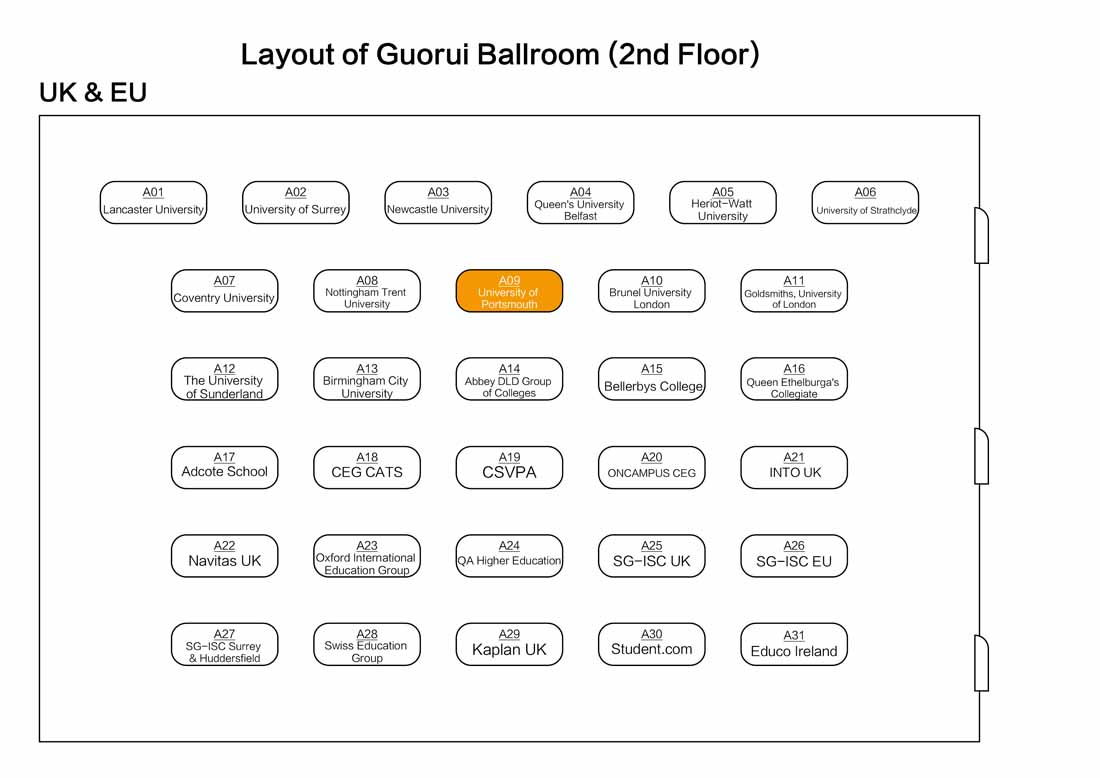 Layout of Guorui Ballroom (2nd Floor)
UK & EU
A01
Lancaster University
A02
University of Surrey
A03
Newcastle University
A04
Queen's University
Belfast
A05
Heriot-Watt
University
A06
University of Strathclyde
A07
Coventry University
A08
Nottingham Trent
University
A09
University of
Portsmouth
A10
Brunel University
London
A11
Goldsmiths, University
of London
A12
The University
of Sunderland
A13
Birmingham City
University
A14
Abbey DLD Group
of Colleges
A15
Bellerbys College
A16
Queen Ethelburga's
Collegiate
A17
Adcote School
A18
CEG CATS
A19
CSVPA
A20
ONCAMPUS CEG
A21
INTO UK
A22
Navitas UK
A23
Oxford International
Education Group
A24
QA Higher Education
A25
SG-ISC UK
A26
SG-ISC EU
A27
SG-ISC Surrey
& Huddersfield
A28
Swiss Education
Group
A29
Kaplan UK
A30
Student.com
A31
Educo Ireland